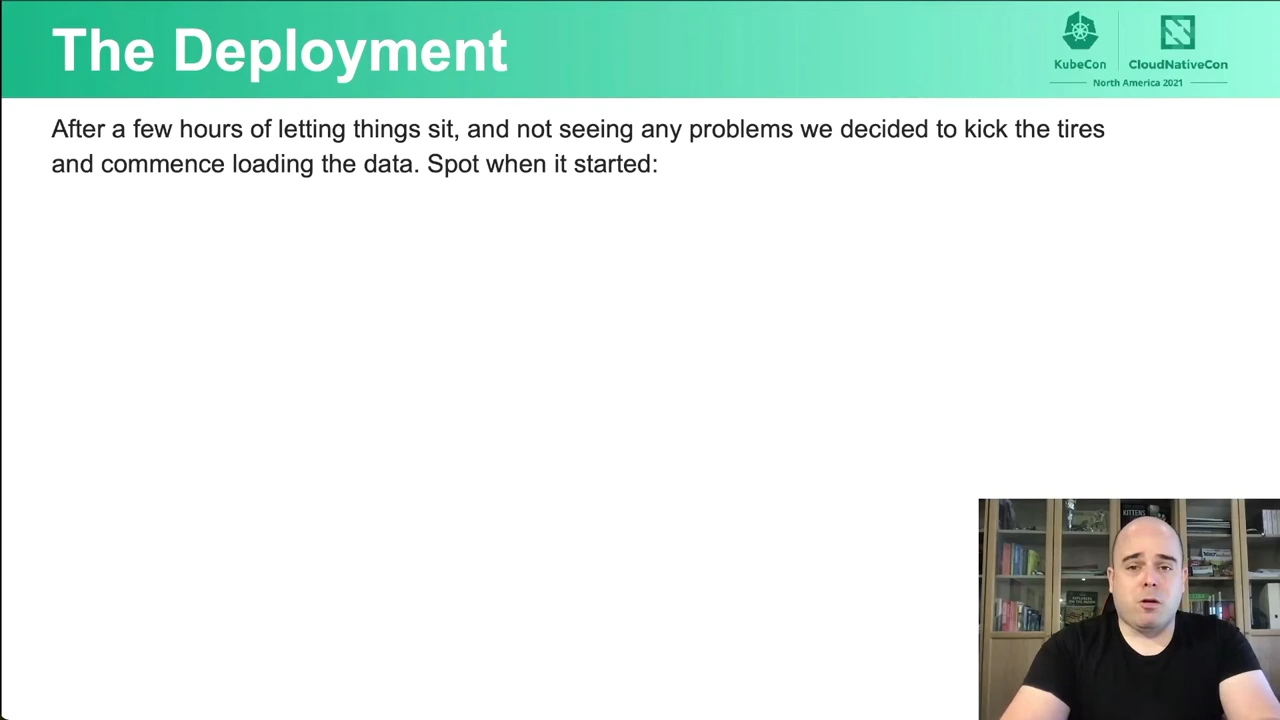 The Deployment
KubeCon
CloudNativeCon
North America 2021
After a few hours of letting things sit, and not seeing any problems we decided to kick the tires
and commence loading the data. Spot when it started:
KITTENS